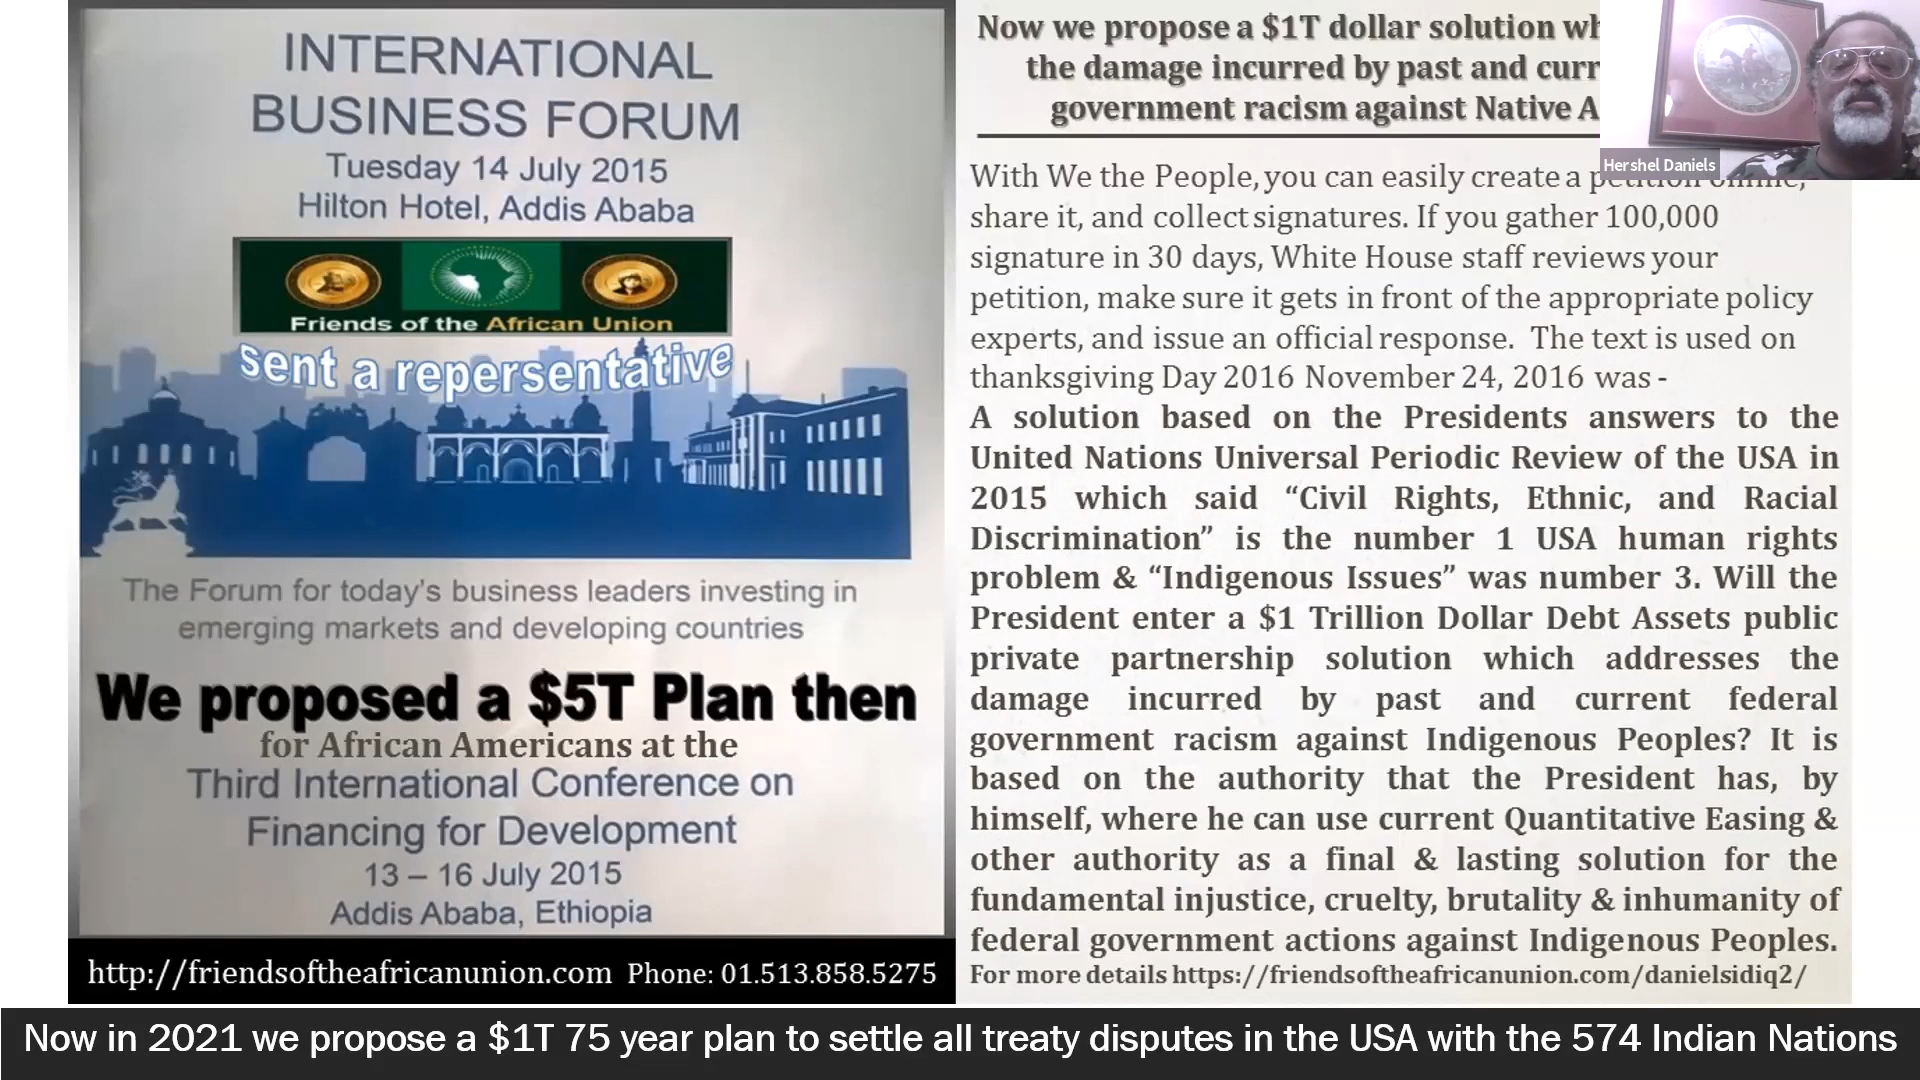 INTERNATIONAL
BUSINESS FORUM
Tuesday 14 July 2015
Hilton Hotel, Addis Ababa
Friends of the African Union
sent a repersentative
The Forum for today's business leaders investing in
emerging markets and developing countries
We proposed a $5T Plan then
for African Americans at the
Third International Conference on
Financing for Development
13 – 16 July 2015
Addis Ababa, Ethiopia
http://friendsoftheafricanunion.com Phone: 01.513.858.5275
Now we propose a $1T dollar solution
the damage incurred by past and
government racism against Native
Hershel Daniels
With We the People, you can easily create a petition online,
share it, and collect signatures. If you gather 100,000
signature in 30 days, White House staff reviews your
petition, make sure it gets in front of the appropriate policy
experts, and issue an official response. The text is used on
thanksgiving Day 2016 November 24, 2016 was -
A solution based on the Presidents answers to the
United Nations Universal Periodic Review of the USA in
2015 which said “Civil Rights, Ethnic, and Racial
Discrimination” is the number 1 USA human rights
problem & “Indigenous Issues” was number 3. Will the
President enter a $1 Trillion Dollar Debt Assets public
private partnership solution which addresses the
damage incurred by past and current federal
government racism against Indigenous Peoples? It is
based on the authority that the President has, by
himself, where he can use current Quantitative Easing &
other authority as a final & lasting solution for the
fundamental injustice, cruelty, brutality & inhumanity of
federal government actions against Indigenous Peoples.
For more details https://friendsoftheafricanunion.com/danielsidiq2/
Now in 2021 we propose a $1T 75 year plan to settle all treaty disputes in the USA with the 574 Indian Nations